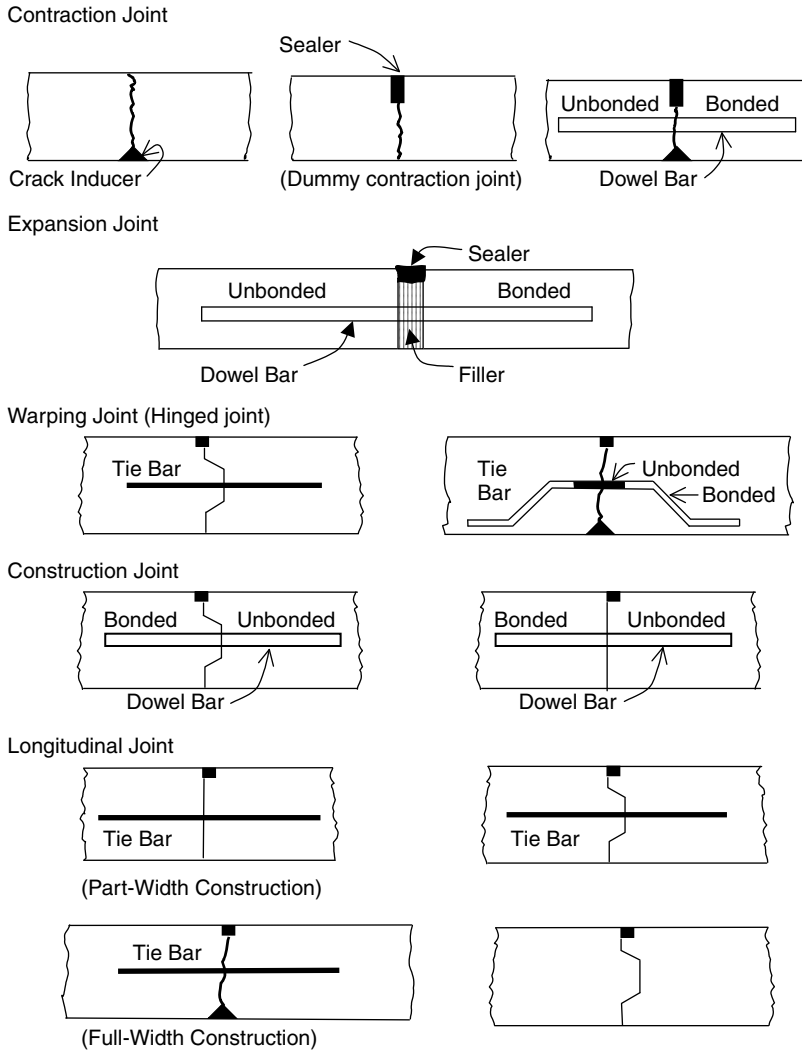 Contraction Joint
Sealer
Unbonded Bonded
Crack Inducer
(Dummy contraction joint)
Dowel Bar
Expansion Joint
Sealer
Unbonded Bonded
Dowel Bar
Filler
Warping Joint (Hinged joint)
Tie Bar
Tie
Bar
Unbonded
Bonded
Construction Joint
Bonded Unbonded
Dowel Bar
Bonded Unbonded
Dowel Bar
Longitudinal Joint
Tie Bar
Tie Bar
(Part-Width Construction)
Tie Bar
(Full-Width Construction)